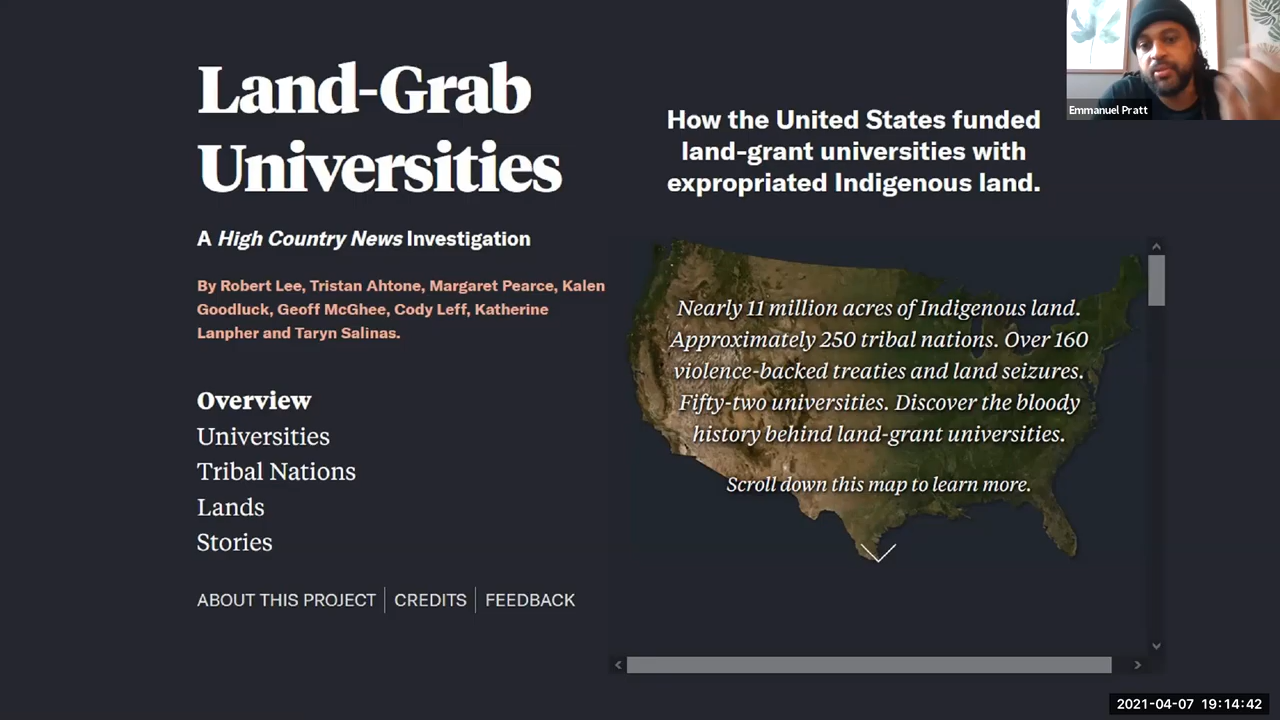 Land-Grab
Universities
A High Country News Investigation
By Robert Lee, Tristan Ahtone, Margaret Pearce, Kalen
Goodluck, Geoff McGhee, Cody Leff, Katherine
Lanpher and Taryn Salinas.
Overview
Universities
Tribal Nations
Lands
Stories
ABOUT THIS PROJECT
CREDITS
FEEDBACK
How the United States funded
land-grant universities with
expropriated Indigenous land.
Nearly 11 million acres of Indigenous land.
Approximately 250 tribal nations. Over 160
violence-backed treaties and land seizures.
Fifty-two universities. Discover the bloody
history behind land-grant universities.
Scroll down this map to learn more.
Emmanuel Pratt
2021-04-07 19:14:42